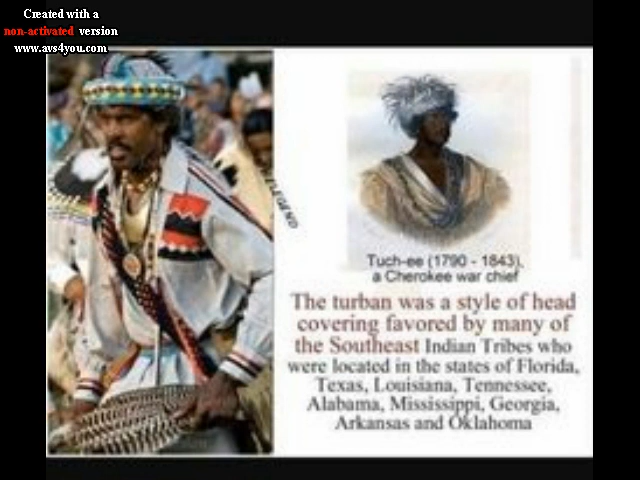 Created with a
non-activated version
www.avs4you.com
LEGEND
Tuch-ee (1790 - 1843),
a Cherokee war chief
The turban was a style of head
covering favored by many of
the Southeast Indian Tribes who
were located in the states of Florida,
Texas, Louisiana, Tennessee,
Alabama, Mississippi, Georgia,
Arkansas and Oklahoma